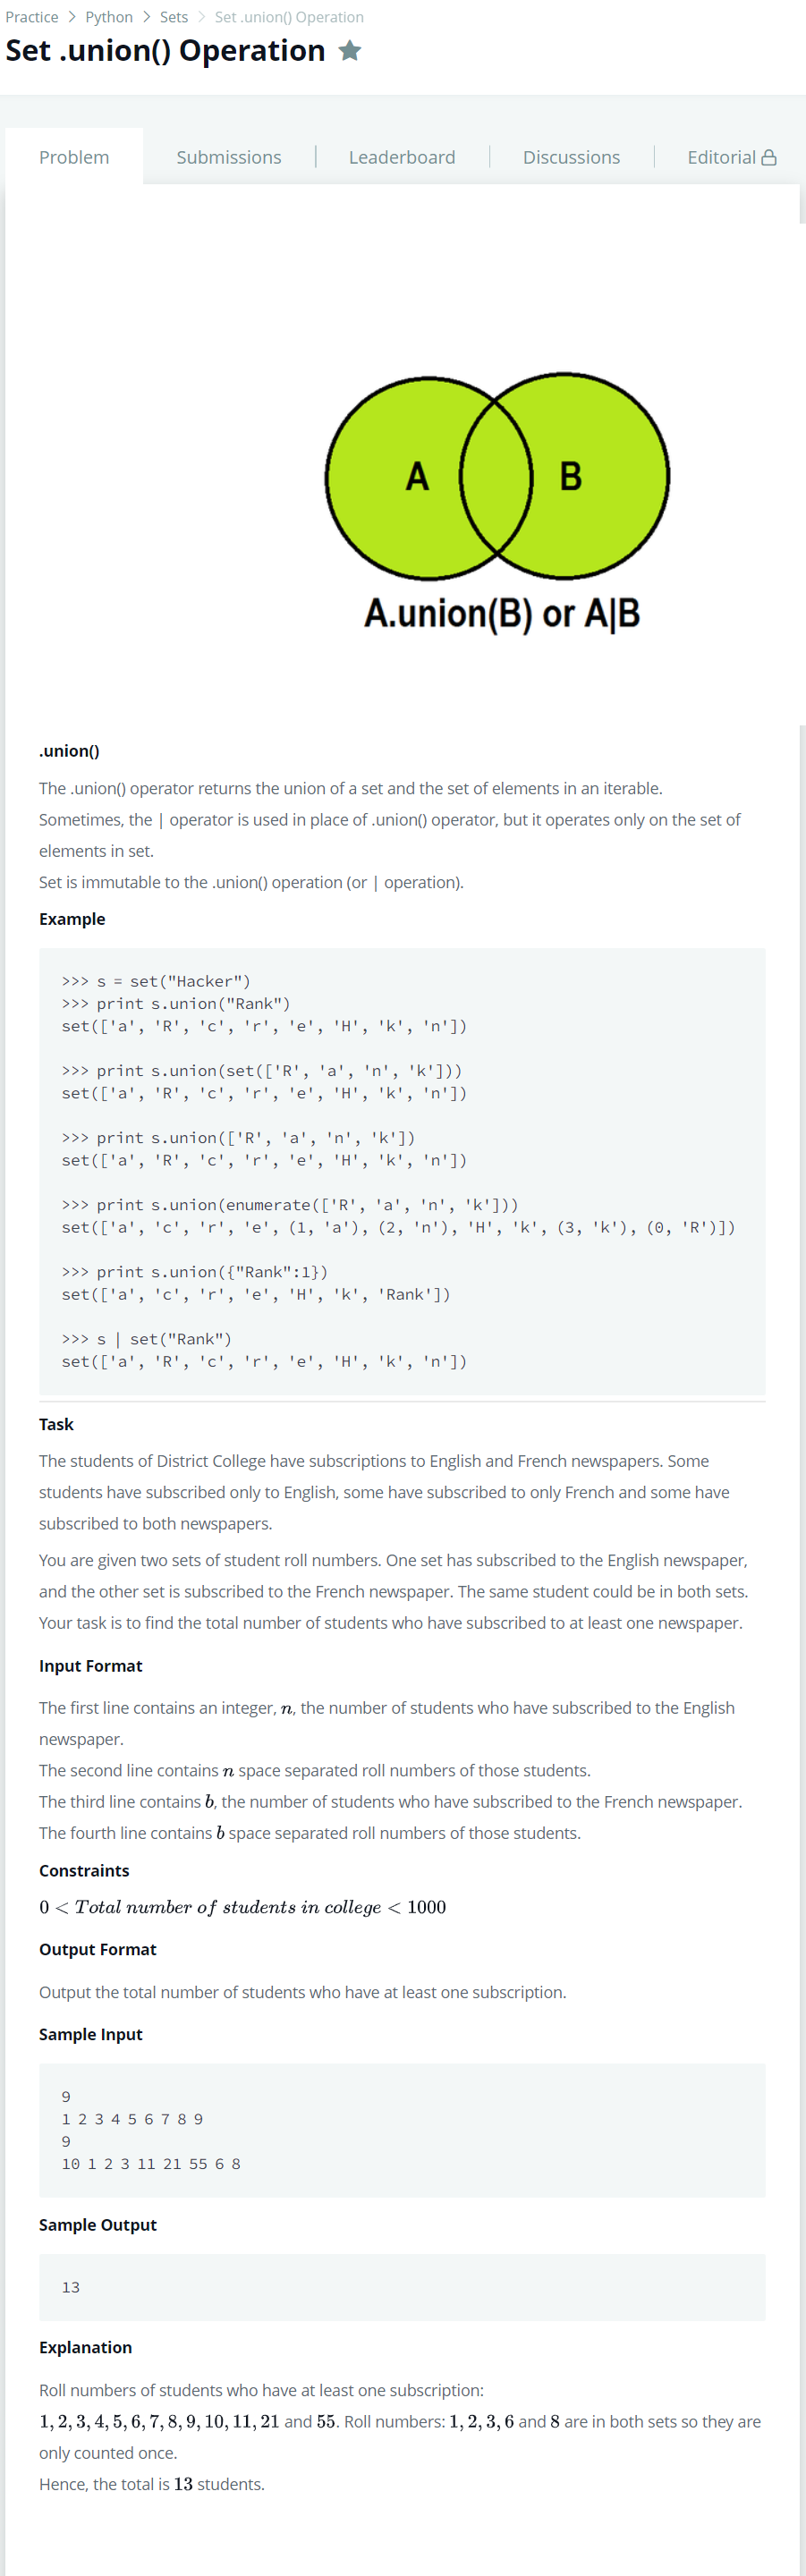 Practice > Python > Sets > Set .union() Operation
Set .union() Operation
Problem
Submissions
Leaderboard
Discussions
Editorial
A
B
A.union(B) or A|B
.union()
The .union() operator returns the union of a set and the set of elements in an iterable.
Sometimes, the | operator is used in place of .union() operator, but it operates only on the set of
elements in set.
Set is immutable to the .union() operation (or | operation).
Example
>>> s = set("Hacker")
>>> print s.union("Rank")
set(['a', 'R', 'c', 'r', 'e', 'H', 'k', 'n'])
>>> print s.union(set(['R', 'a', 'n', 'k']))
set(['a', 'R', 'c', 'r', 'e', 'H', 'k', 'n'])
>>> print s.union(['R', 'a', 'n', 'k'])
set(['a', 'R', 'c', 'r', 'e', 'H', 'k', 'n'])
>>> print s.union(enumerate(['R', 'a', 'n', 'k']))
set(['a', 'c', 'r', 'e', (1, 'a'), (2, 'n'), 'H', 'k', (3, 'k'), (0, 'R')])
>>> print s.union({"Rank":1})
set(['a', 'c', 'r', 'e', 'H', 'k', 'Rank'])
>>> s | set("Rank")
set(['a', 'R', 'c', 'r', 'e', 'H', 'k', 'n'])
Task
The students of District College have subscriptions to English and French newspapers. Some
students have subscribed only to English, some have subscribed to only French and some have
subscribed to both newspapers.
You are given two sets of student roll numbers. One set has subscribed to the English newspaper,
and the other set is subscribed to the French newspaper. The same student could be in both sets.
Your task is to find the total number of students who have subscribed to at least one newspaper.
Input Format
The first line contains an integer, n, the number of students who have subscribed to the English
newspaper.
The second line contains n space separated roll numbers of those students.
The third line contains b, the number of students who have subscribed to the French newspaper.
The fourth line contains b space separated roll numbers of those students.
Constraints
0 < Total number of students in college < 1000
Output Format
Output the total number of students who have at least one subscription.
Sample Input
9
1 2 3 4 5 6 7 8 9
9
10 1 2 3 11 21 55 6 8
Sample Output
13
Explanation
Roll numbers of students who have at least one subscription:
1, 2, 3, 4, 5, 6, 7, 8, 9, 10, 11, 21 and 55. Roll numbers: 1, 2, 3, 6 and 8 are in both sets so they are
only counted once.
Hence, the total is 13 students.